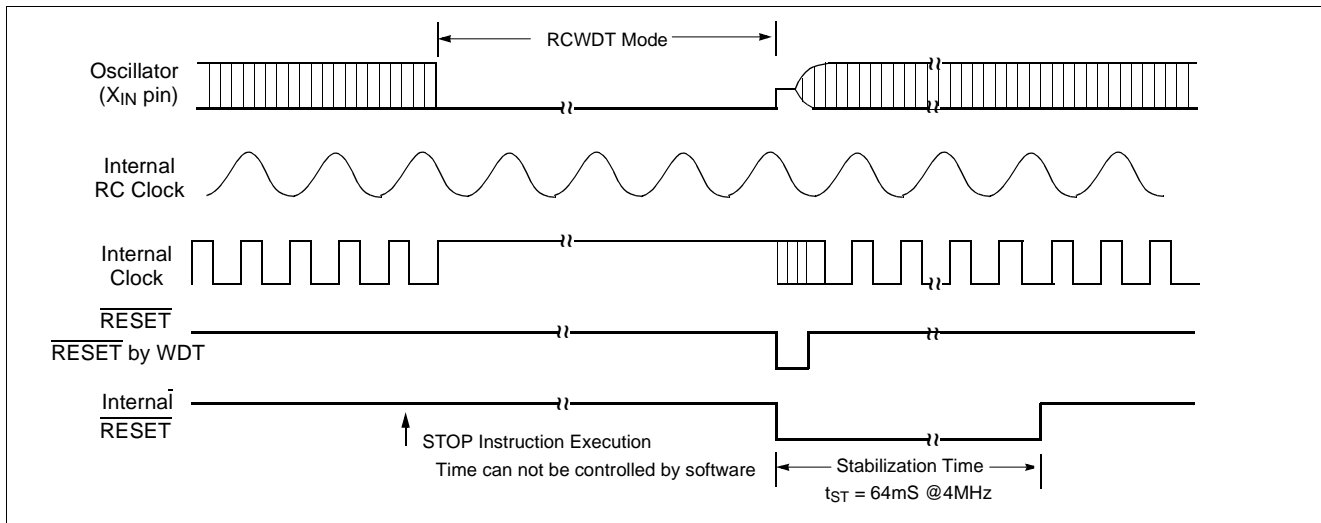 RCWDT Mode
Oscillator
(XIN pin)
Internal
RC Clock
Internal
Clock
RESET
RESET by WDT
Internal
RESET
STOP Instruction Execution
Time can not be controlled by software
Stabilization Time
tST = 64mS @4MHz